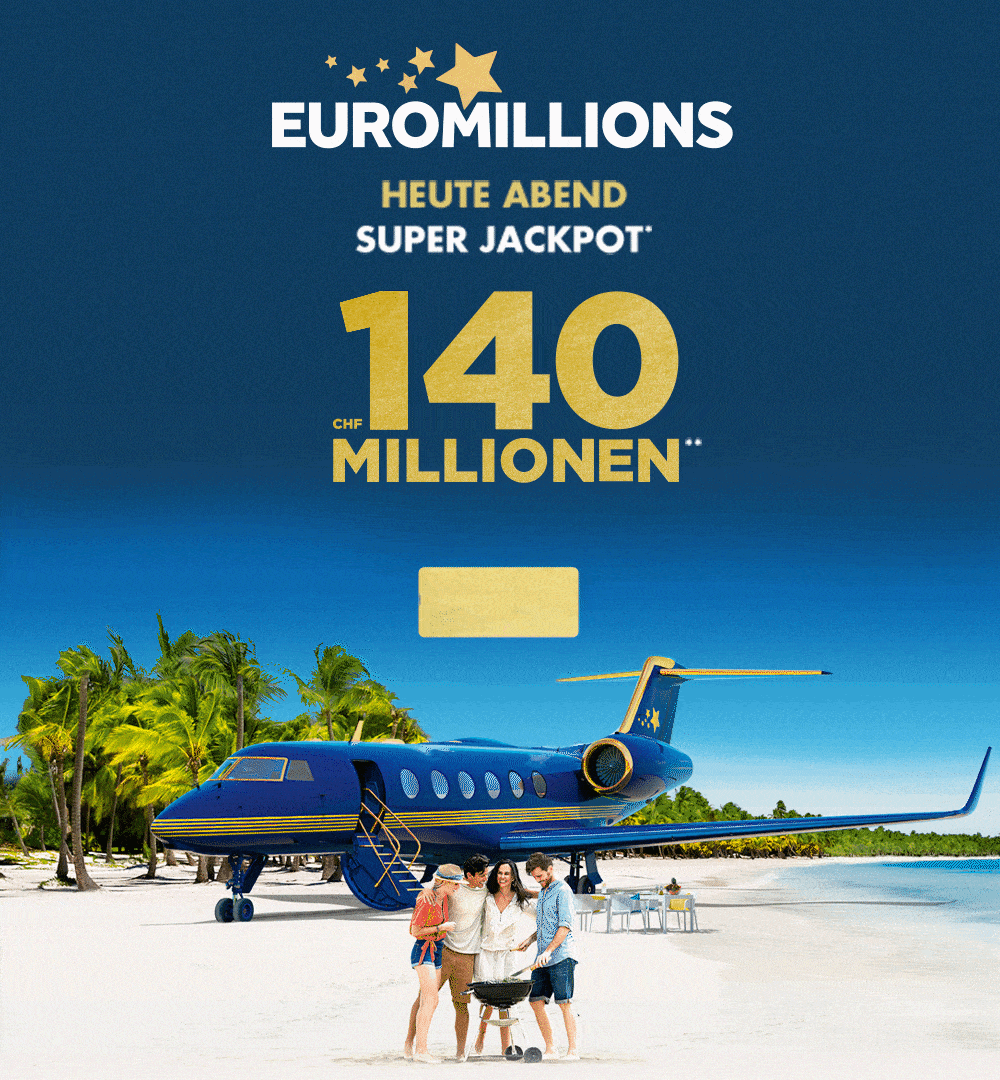 EUROMILLIONS
HEUTE ABEND
SUPER JACKPOT*
CHF 140
MILLIONEN**